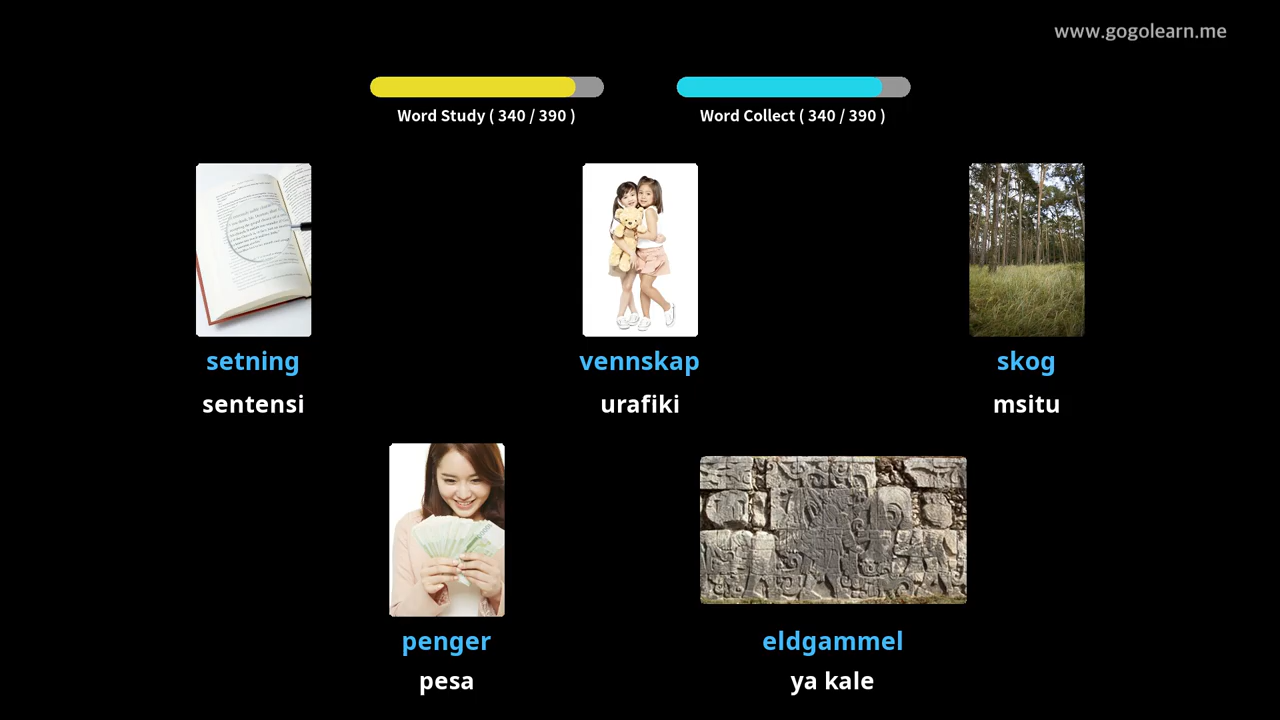 www.gogolearn.me
Word Study ( 340 / 390 )
Word Collect ( 340 / 390 )
setning
vennskap
skog
sentensi
urafiki
msitu
penger
eldgammel
pesa
ya kale